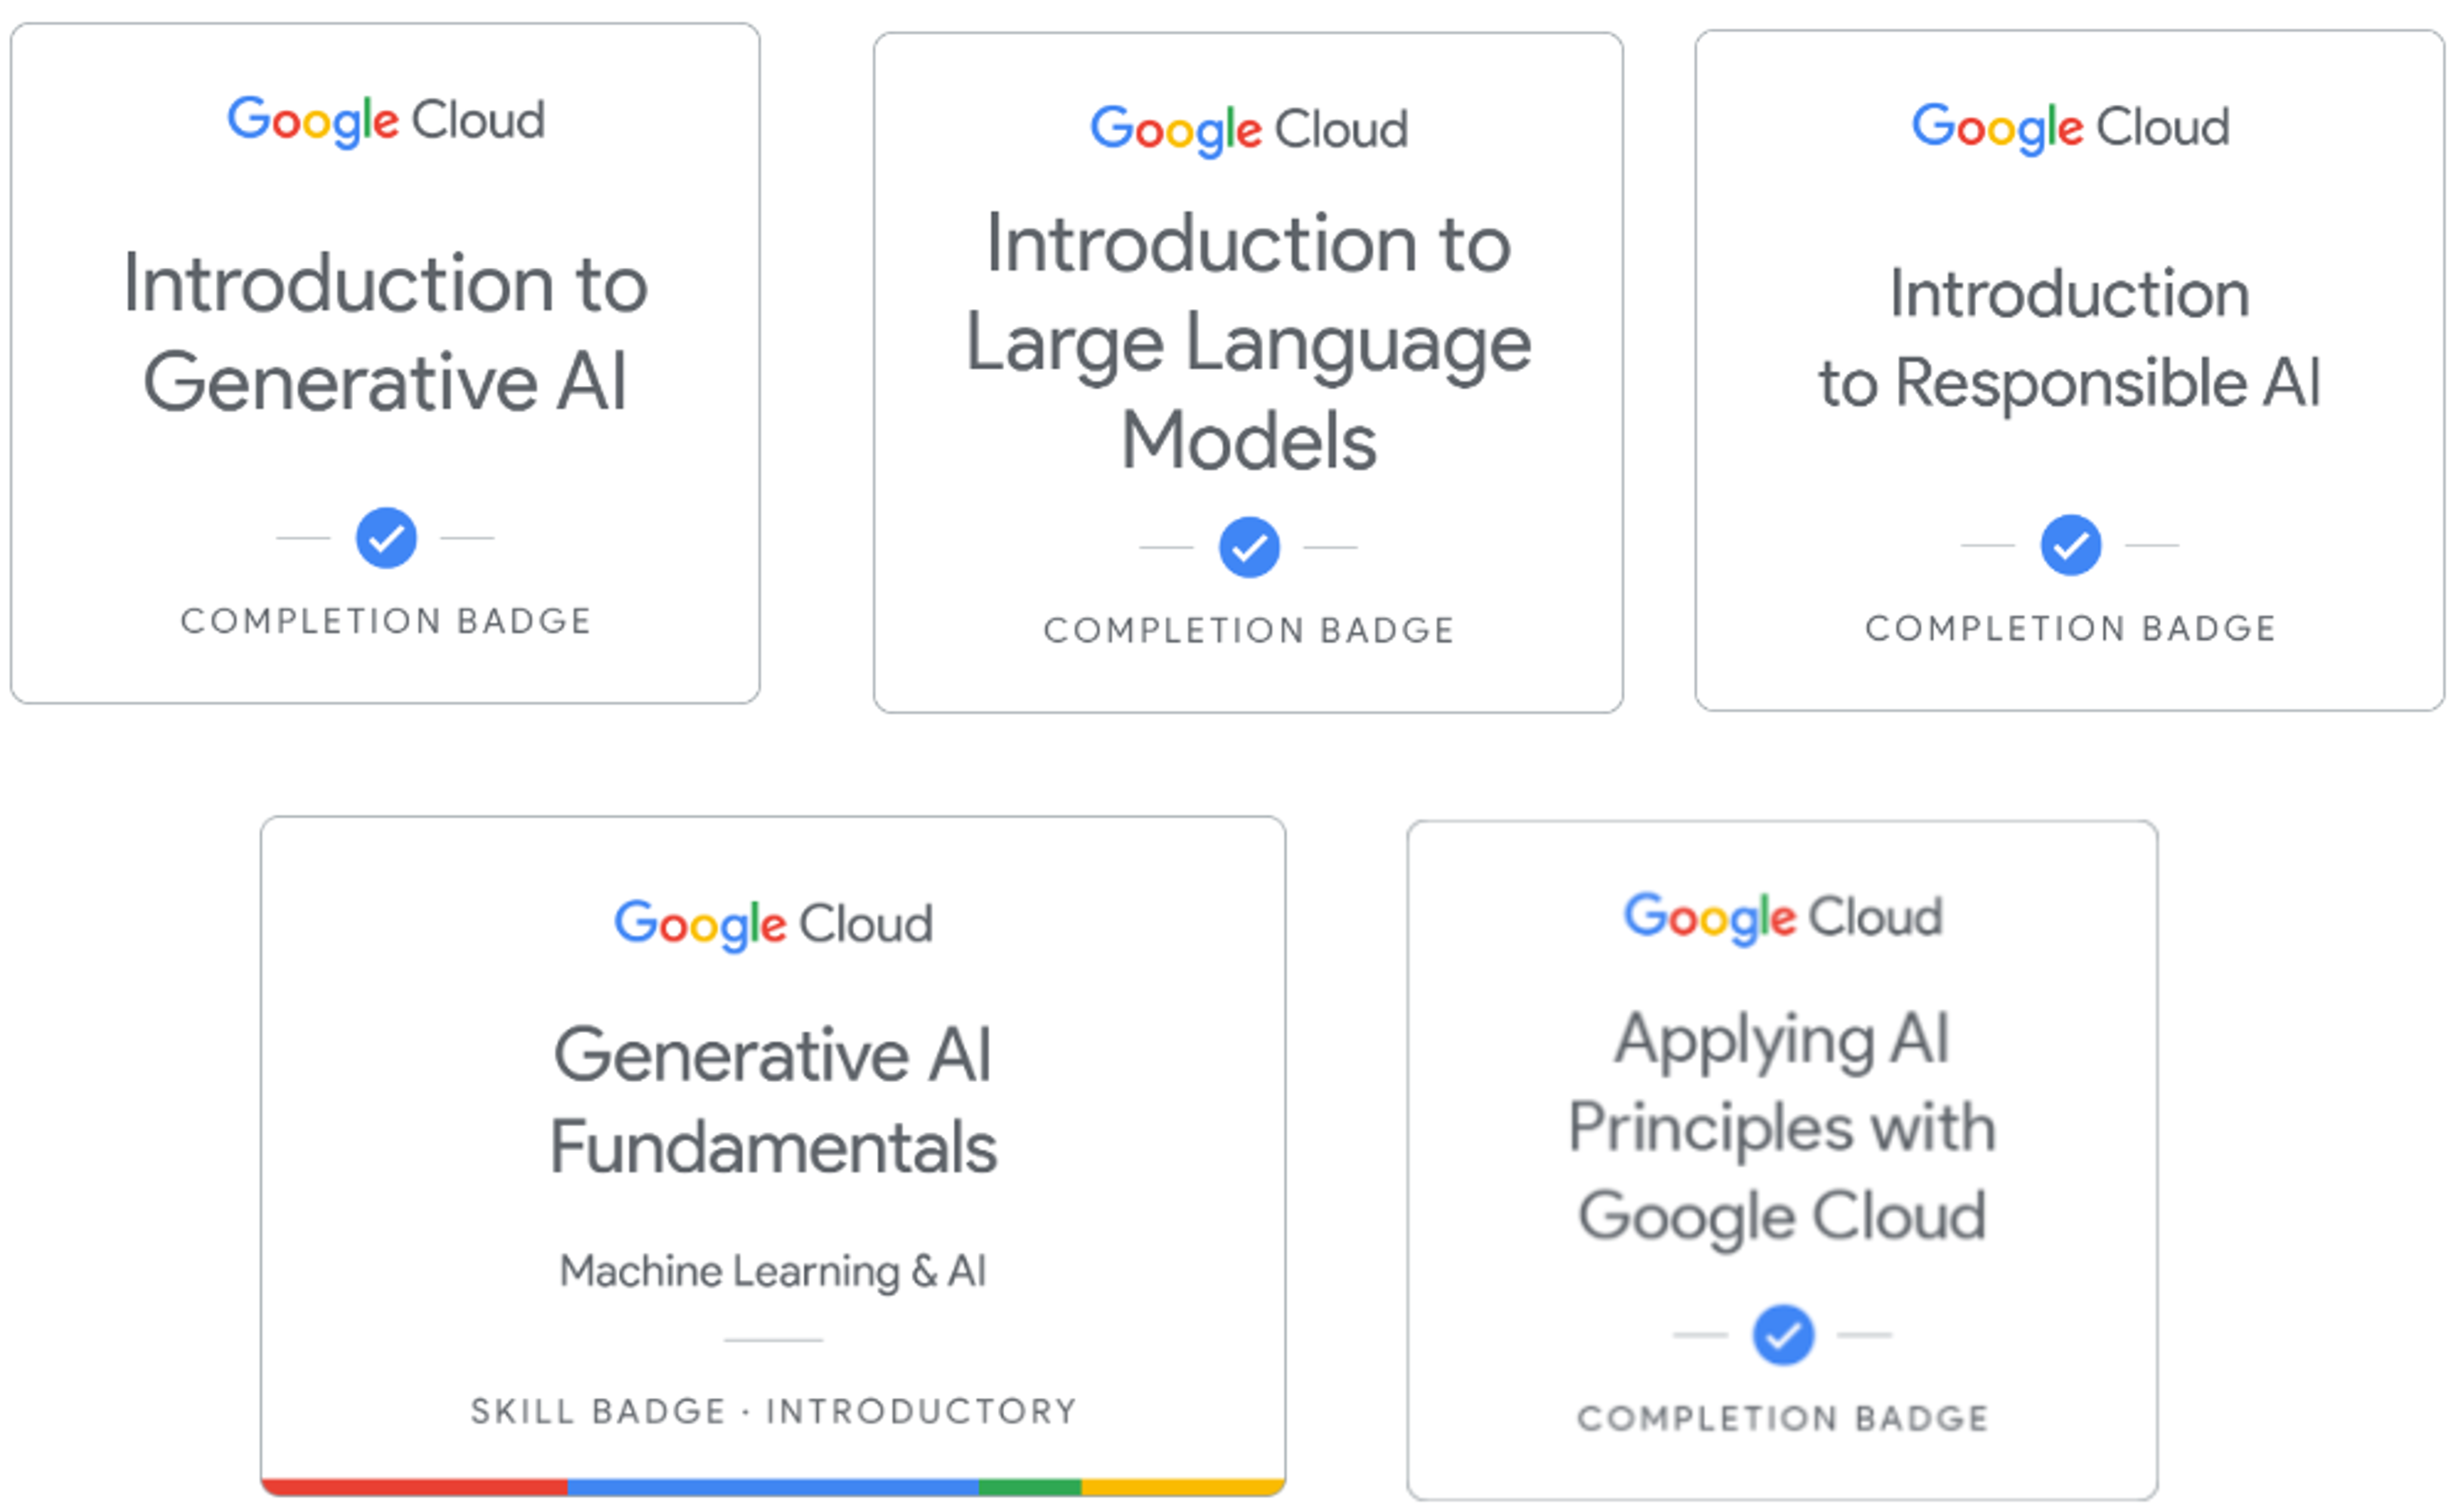 Google Cloud
Introduction to
Generative AI
COMPLETION BADGE
Google Cloud
Introduction to
Large Language
Models
COMPLETION BADGE
Google Cloud
Introduction
to Responsible AI
COMPLETION BADGE
Google Cloud
Generative AI
Fundamentals
Machine Learning & AI
SKILL BADGE · INTRODUCTORY
Google Cloud
Applying AI
Principles with
Google Cloud
COMPLETION BADGE